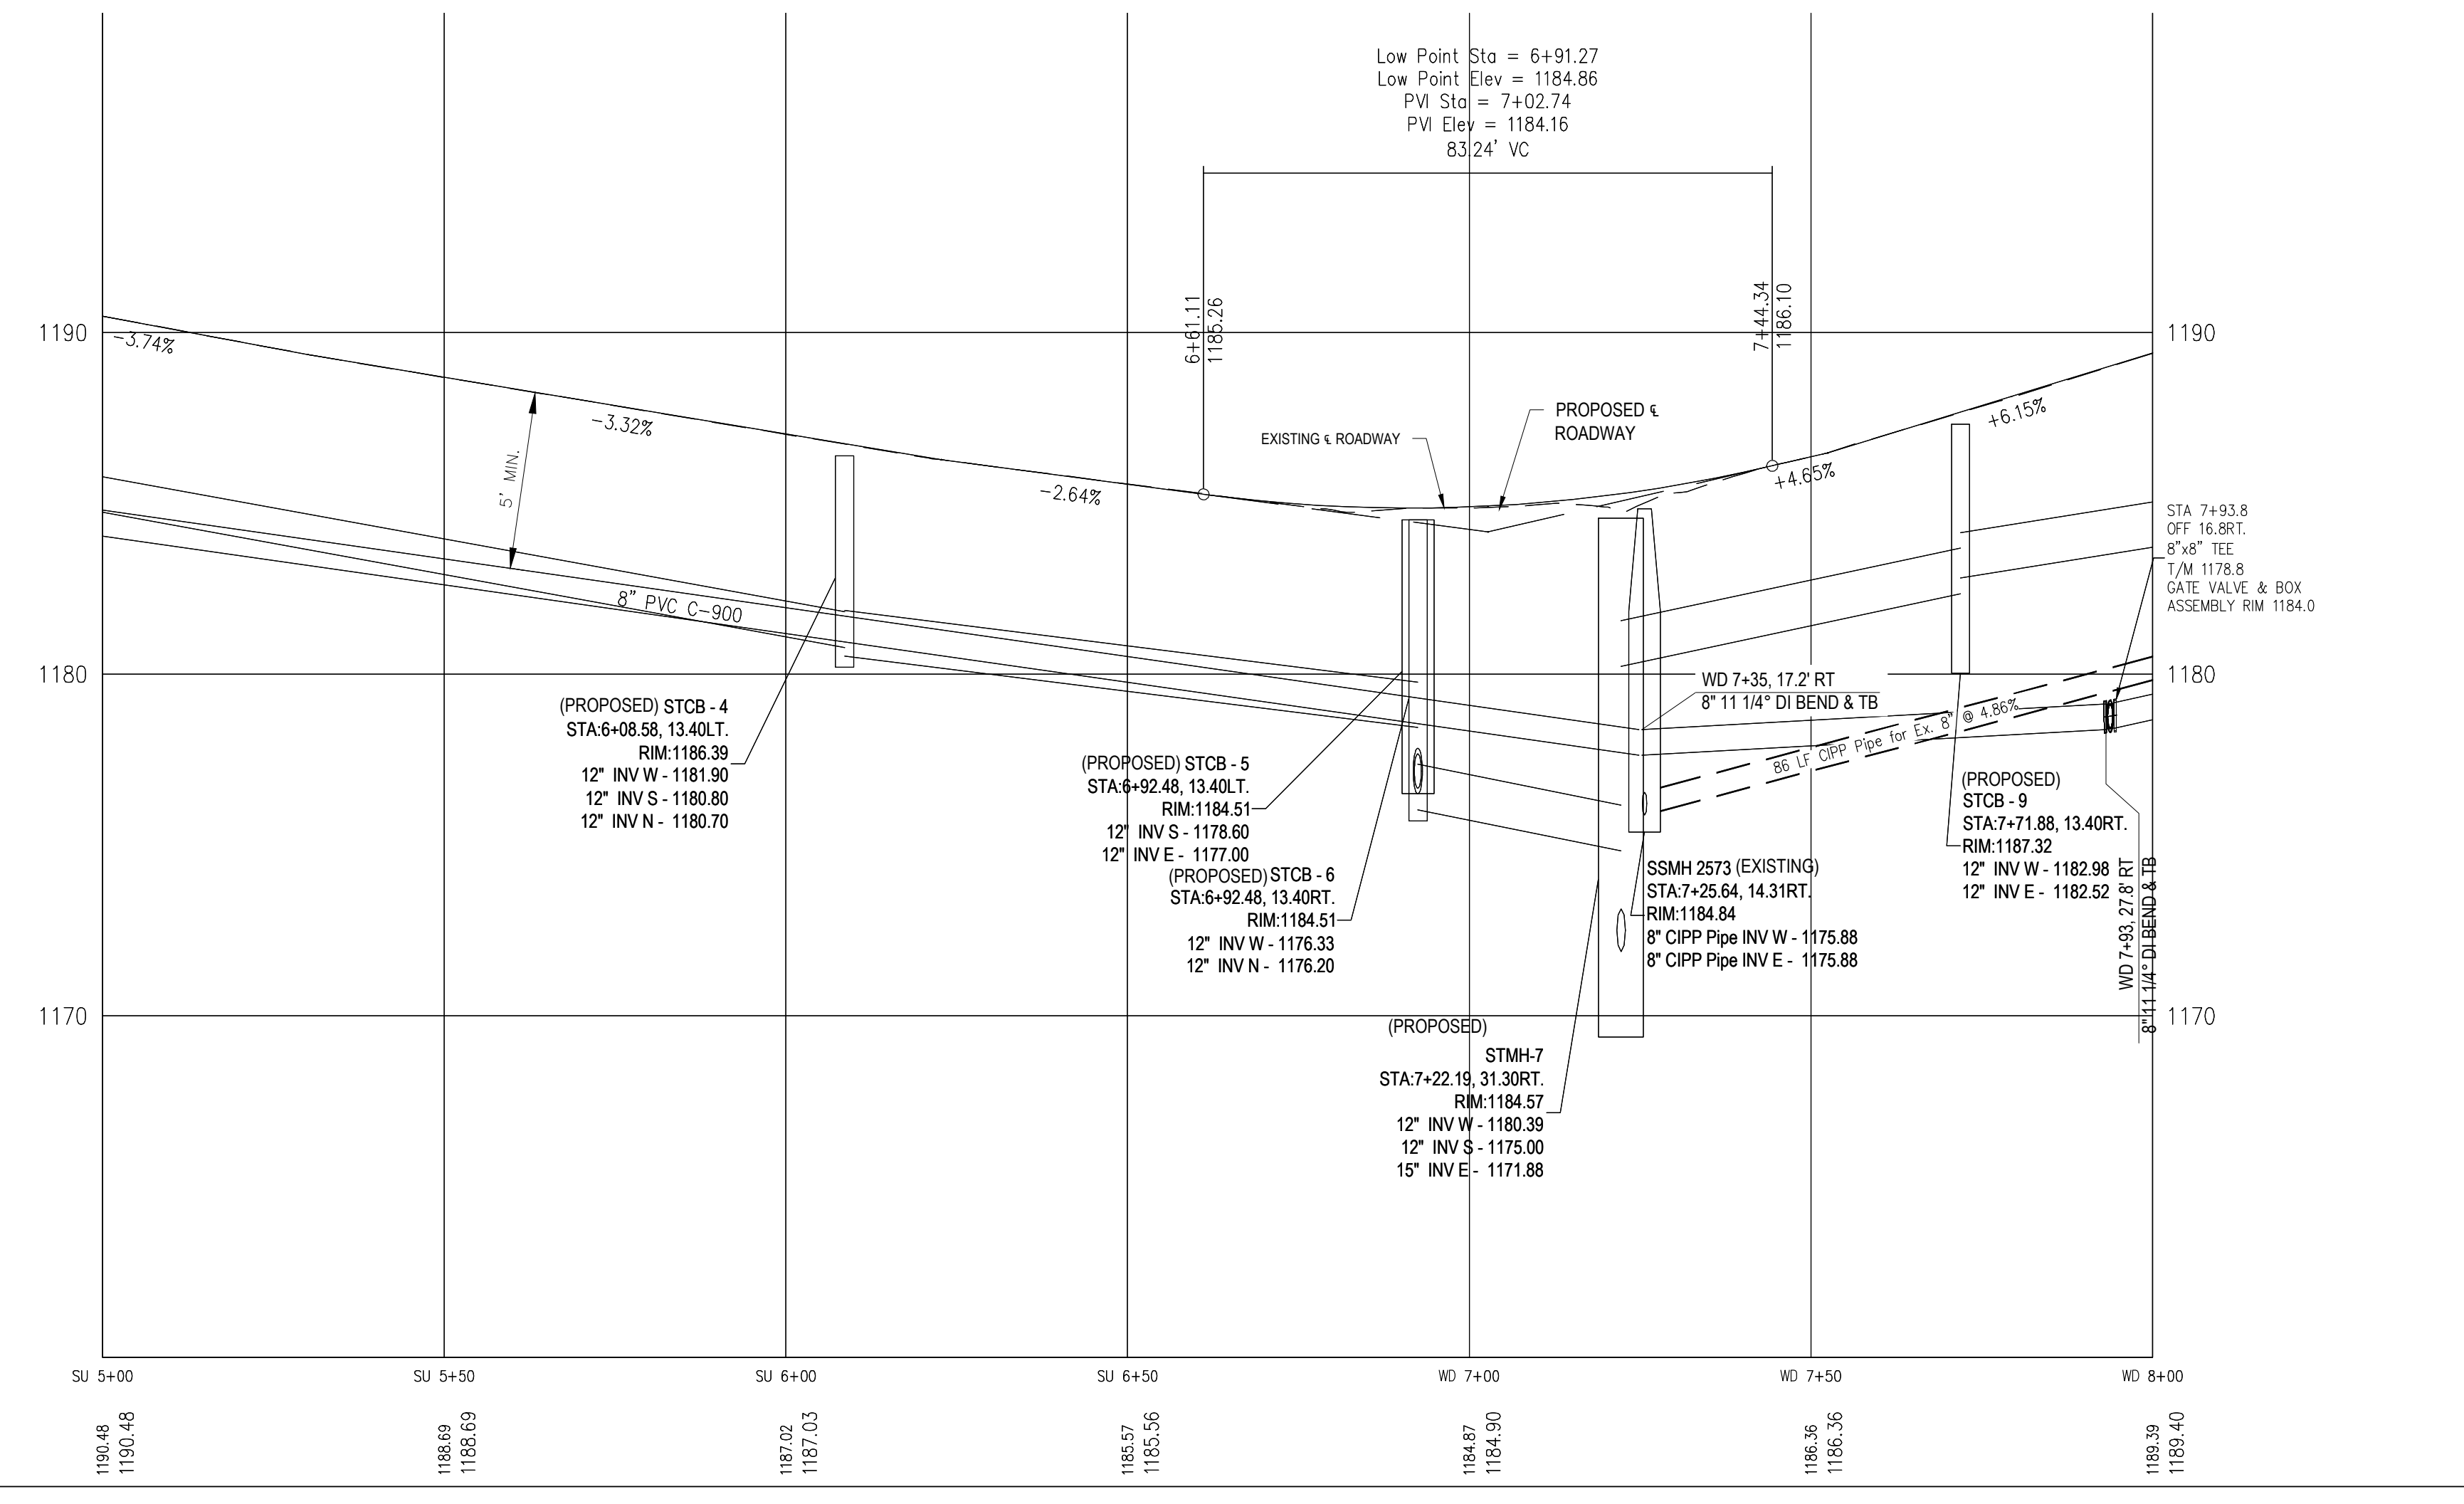 Low Point Sta = 6+91.27
Low Point Elev = 1184.86
PVI Sta = 7+02.74
PVI Elev = 1184.16
83.24' VC
6+61.11
1185.26
7+44.34
1186.10
1190
1190
-3.74%
-3.32%
-2.64%
+4.65%
+6.15%
EXISTING ℄ ROADWAY
PROPOSED ℄
ROADWAY
5' MIN.
8" PVC C-900
STA 7+93.8
OFF 16.8RT.
8"x8" TEE
T/M 1178.8
GATE VALVE & BOX
ASSEMBLY RIM 1184.0
1180
1180
WD 7+35, 17.2' RT
8" 11 1/4° DI BEND & TB
86 LF CIPP Pipe for Ex. 8" @ 4.86%
(PROPOSED) STCB - 4
STA:6+08.58, 13.40LT.
RIM:1186.39
12" INV W - 1181.90
12" INV S - 1180.80
12" INV N - 1180.70
(PROPOSED) STCB - 5
STA:6+92.48, 13.40LT.
RIM:1184.51
12" INV S - 1178.60
12" INV E - 1177.00
(PROPOSED) STCB - 6
STA:6+92.48, 13.40RT.
RIM:1184.51
12" INV W - 1176.33
12" INV N - 1176.20
SSMH 2573 (EXISTING)
STA:7+25.64, 14.31RT.
RIM:1184.84
8" CIPP Pipe INV W - 1175.88
8" CIPP Pipe INV E - 1175.88
(PROPOSED)
STCB - 9
STA:7+71.88, 13.40RT.
RIM:1187.32
12" INV W - 1182.98
12" INV E - 1182.52
WD 7+93, 27.8' RT
8" 11 1/4° DI BEND & TB
1170
1170
(PROPOSED)
STMH-7
STA:7+22.19, 31.30RT.
RIM:1184.57
12" INV W - 1180.39
12" INV S - 1175.00
15" INV E - 1171.88
SU 5+00
SU 5+50
SU 6+00
SU 6+50
WD 7+00
WD 7+50
WD 8+00
1190.48
1190.48
1188.69
1188.69
1187.02
1187.03
1185.57
1185.56
1184.87
1184.90
1186.36
1186.36
1189.39
1189.40